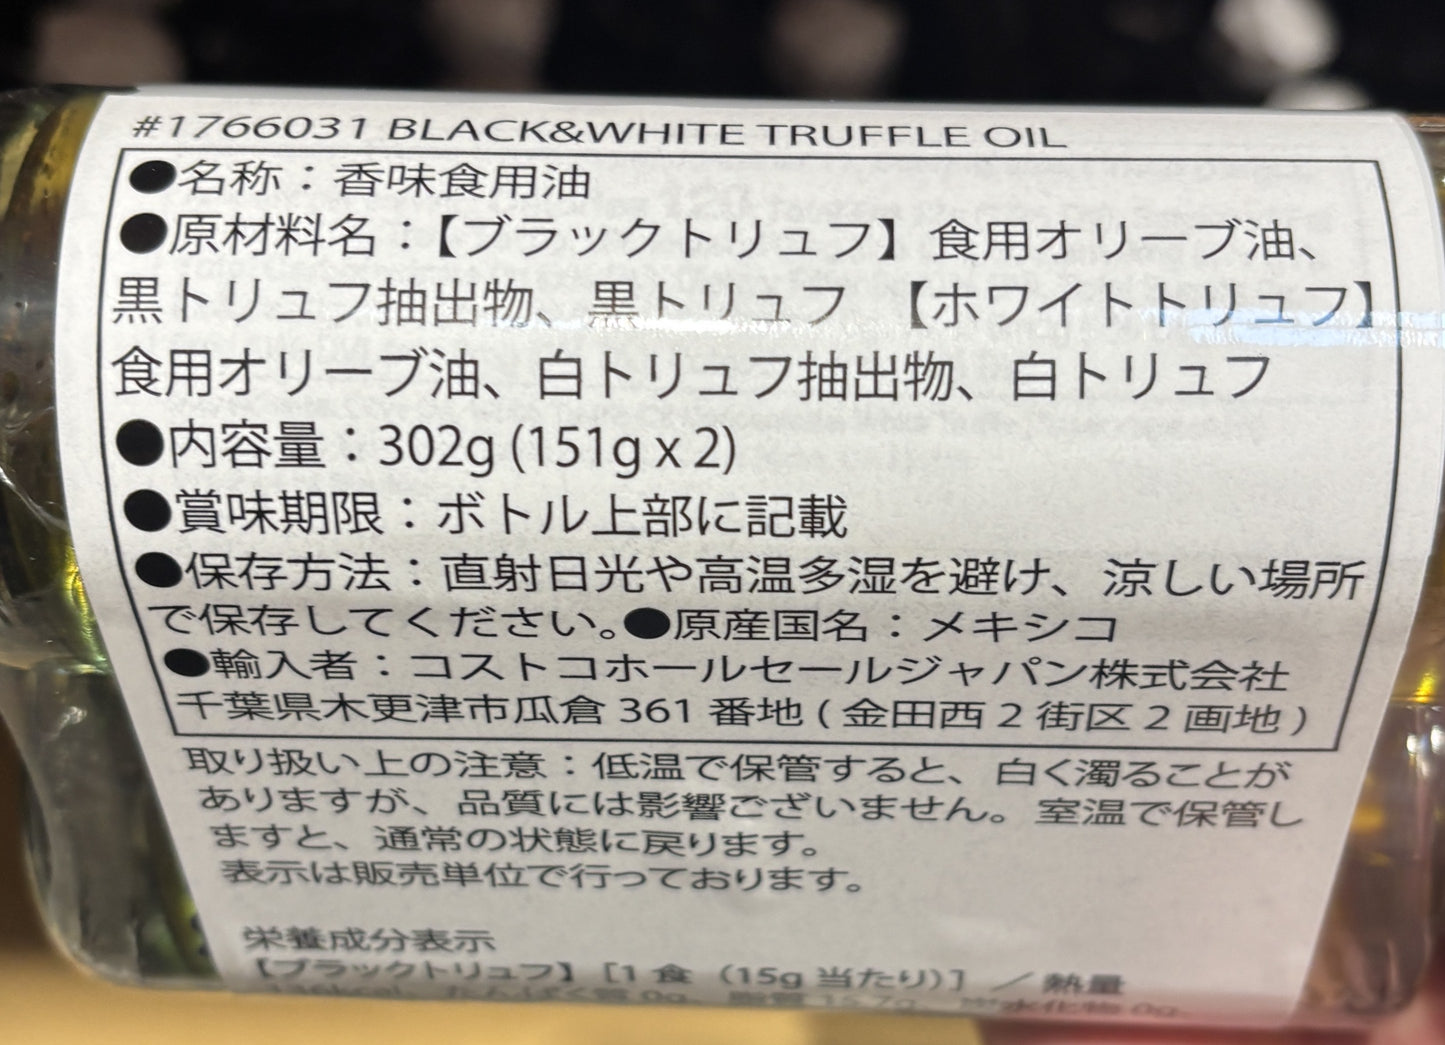 #1766031 BLACK&WHITE TRUFFLE OIL
●名称：香味食用油
●原材料名：【ブラックトリュフ】食用オリーブ油、
黒トリュフ抽出物、黒トリュフ 【ホワイトトリュフ】
食用オリーブ油、白トリュフ抽出物、白トリュフ
●内容量：302g (151g x 2)
●賞味期限：ボトル上部に記載
●保存方法：直射日光や高温多湿を避け、涼しい場所
で保存してください。●原産国名：メキシコ
●輸入者：コストコホールセールジャパン株式会社
千葉県木更津市瓜倉 361 番地 ( 金田西 2 街区 2 画地 )
取り扱い上の注意：低温で保管すると、白く濁ることが
ありますが、品質には影響ございません。室温で保管し
ますと、通常の状態に戻ります。
表示は販売単位で行っております。
栄養成分表示
【ブラックトリュフ】[1 食（15g 当たり）] ／ 熱量
たんぱく質 0g、脂質 炭水化物 0g、